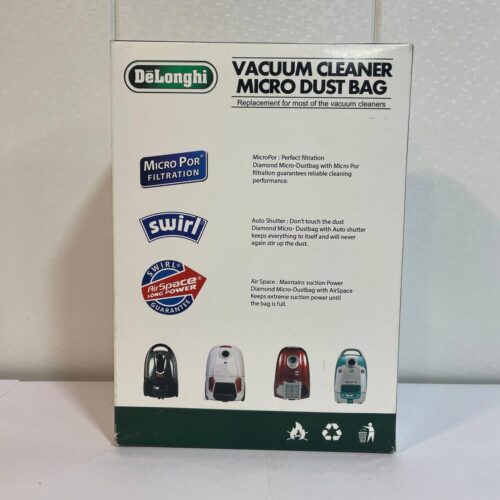 DeLonghi
VACUUM CLEANER
MICRO DUST BAG
Replacement for most of the vacuum cleaners
MICRO POR®
FILTRATION
MicroPor : Perfect filtration
Diamond Micro-Dustbag with Micro Por
filtration guarantees reliable cleaning
performance.
swirl
Auto Shutter : Don't touch the dust
Diamond Micro- Dustbag with Auto shutter
keeps everything to itself and will never
again stir up the dust.
SWIRL®
AirSpace®
LONG POWER
GUARANTEE
Air Space : Maintains suction Power
Diamond Micro-Dustbag with AirSpace
Keeps extreme suction power until
the bag is full.